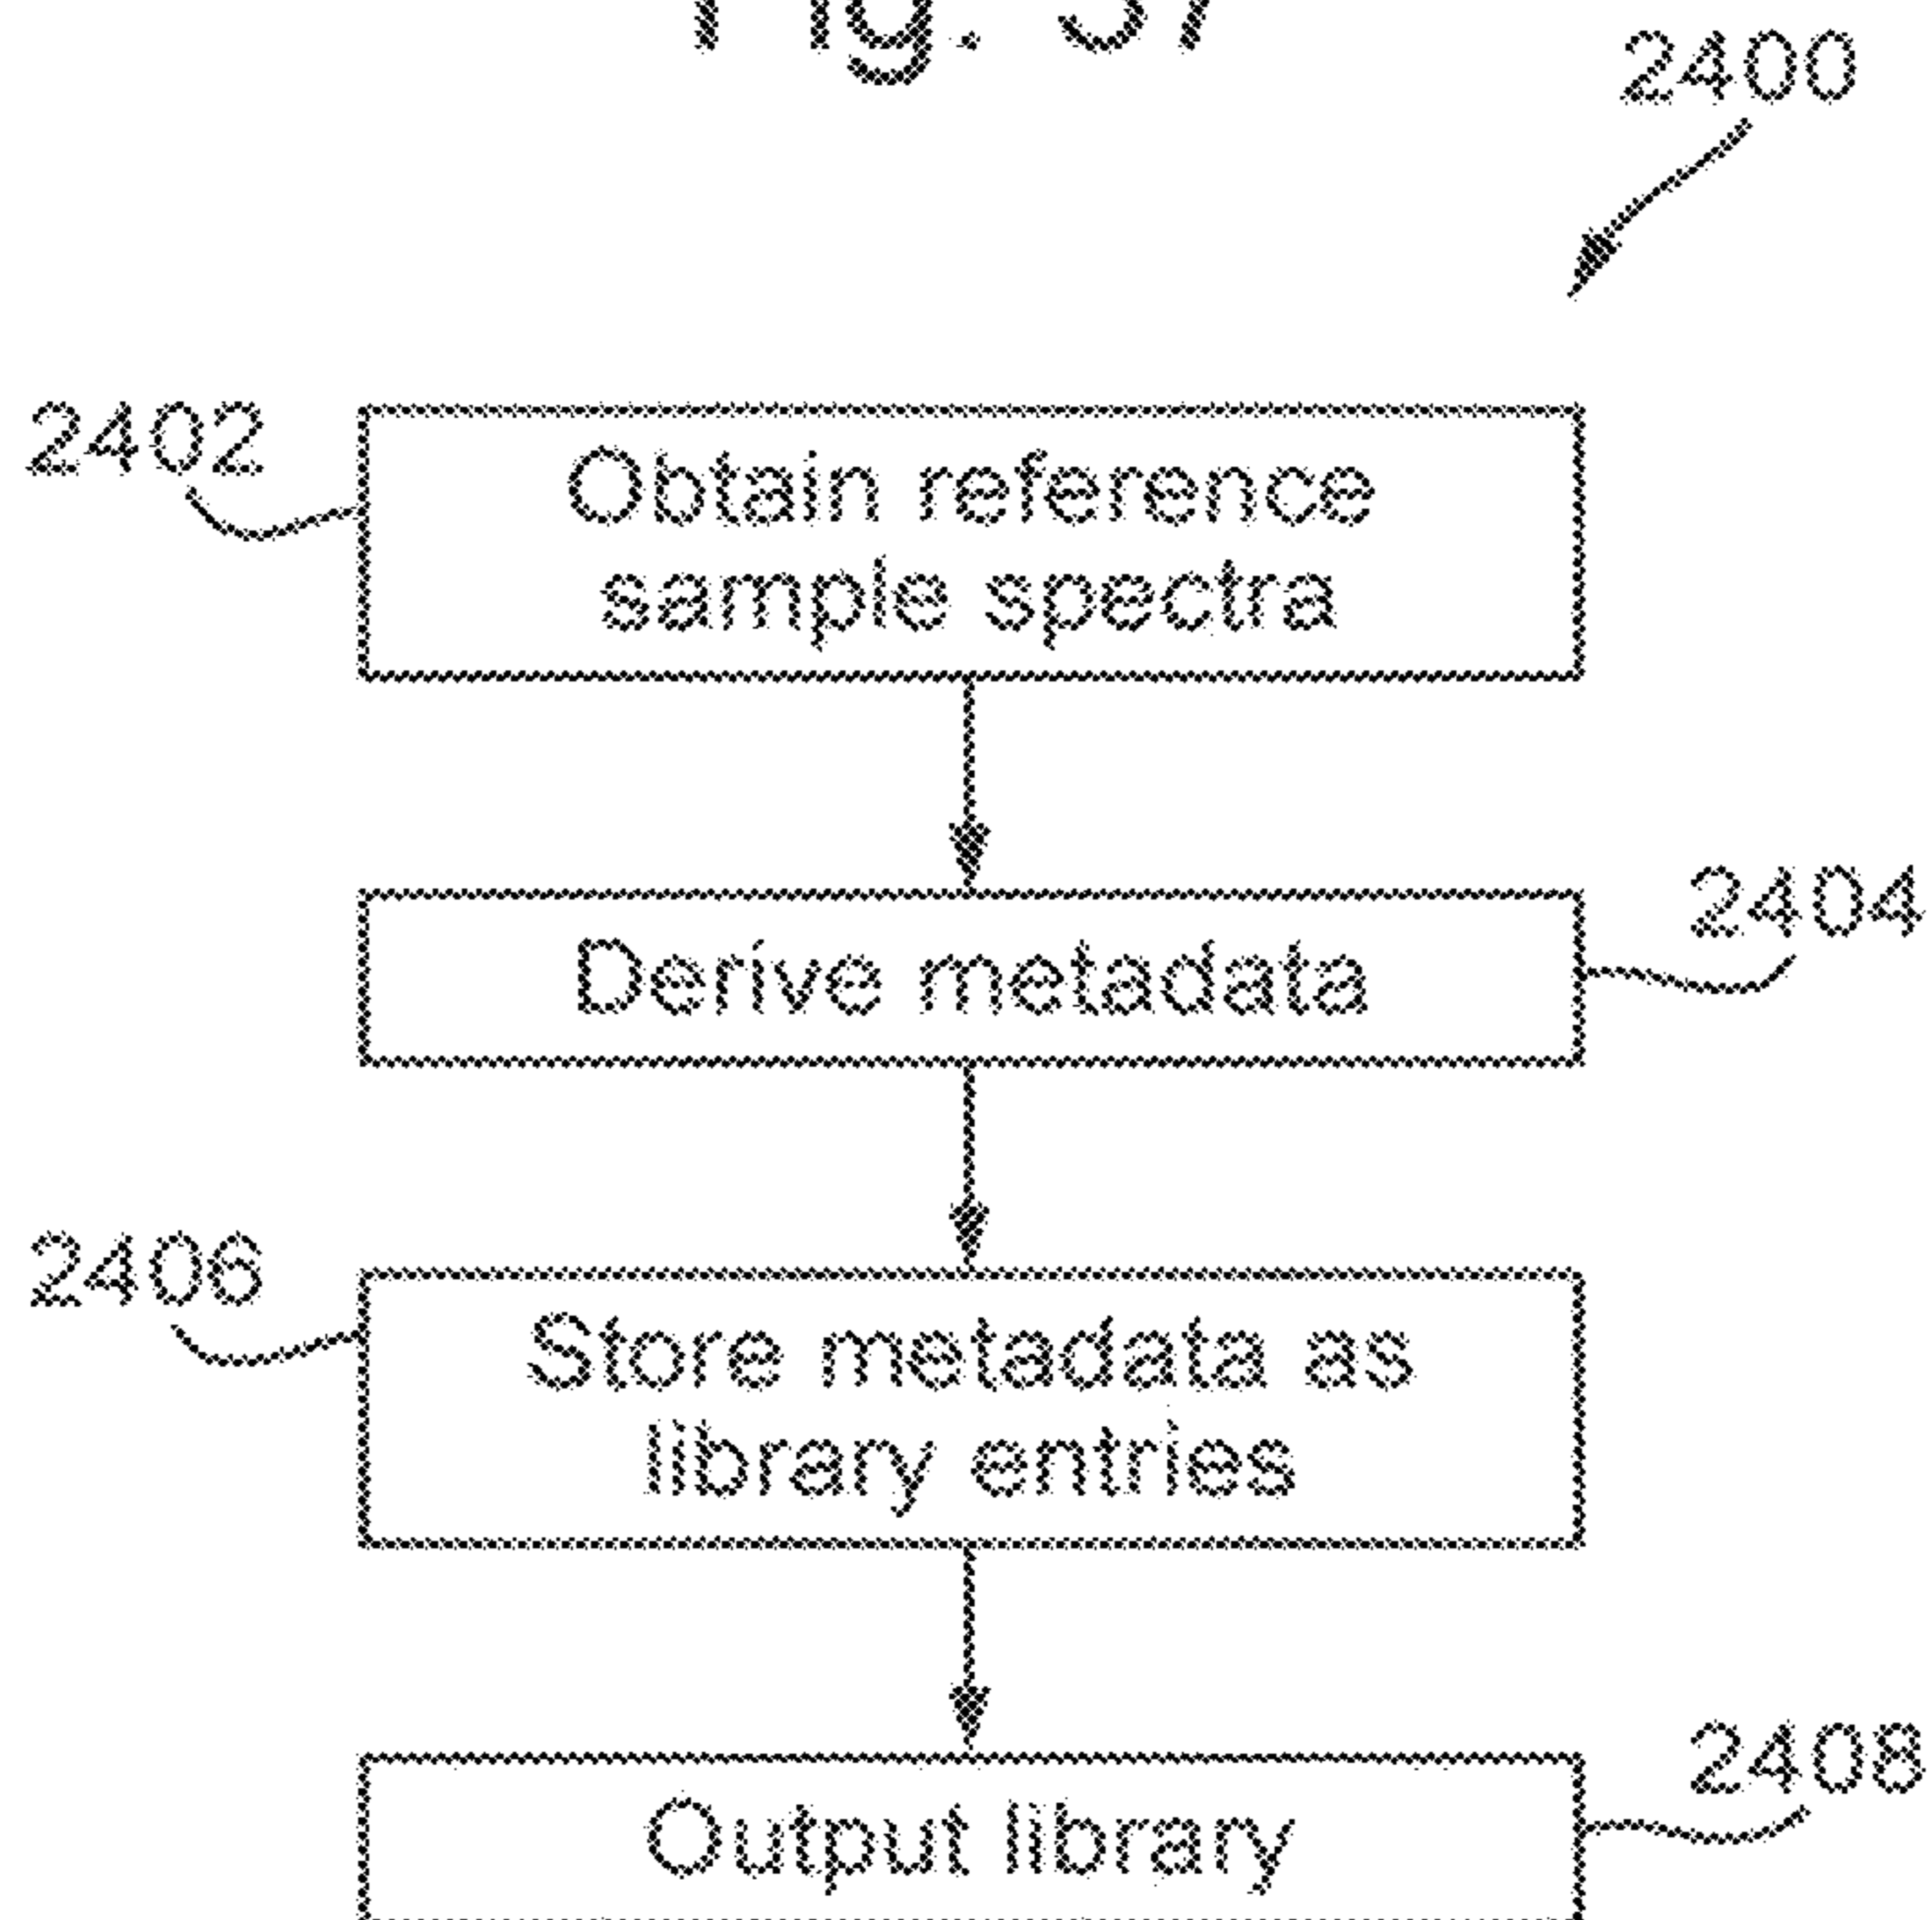 2400
2402
Obtain reference
sample spectra
2404
Derive metadata
2406
Store metadata as
library entries
2408
Output library